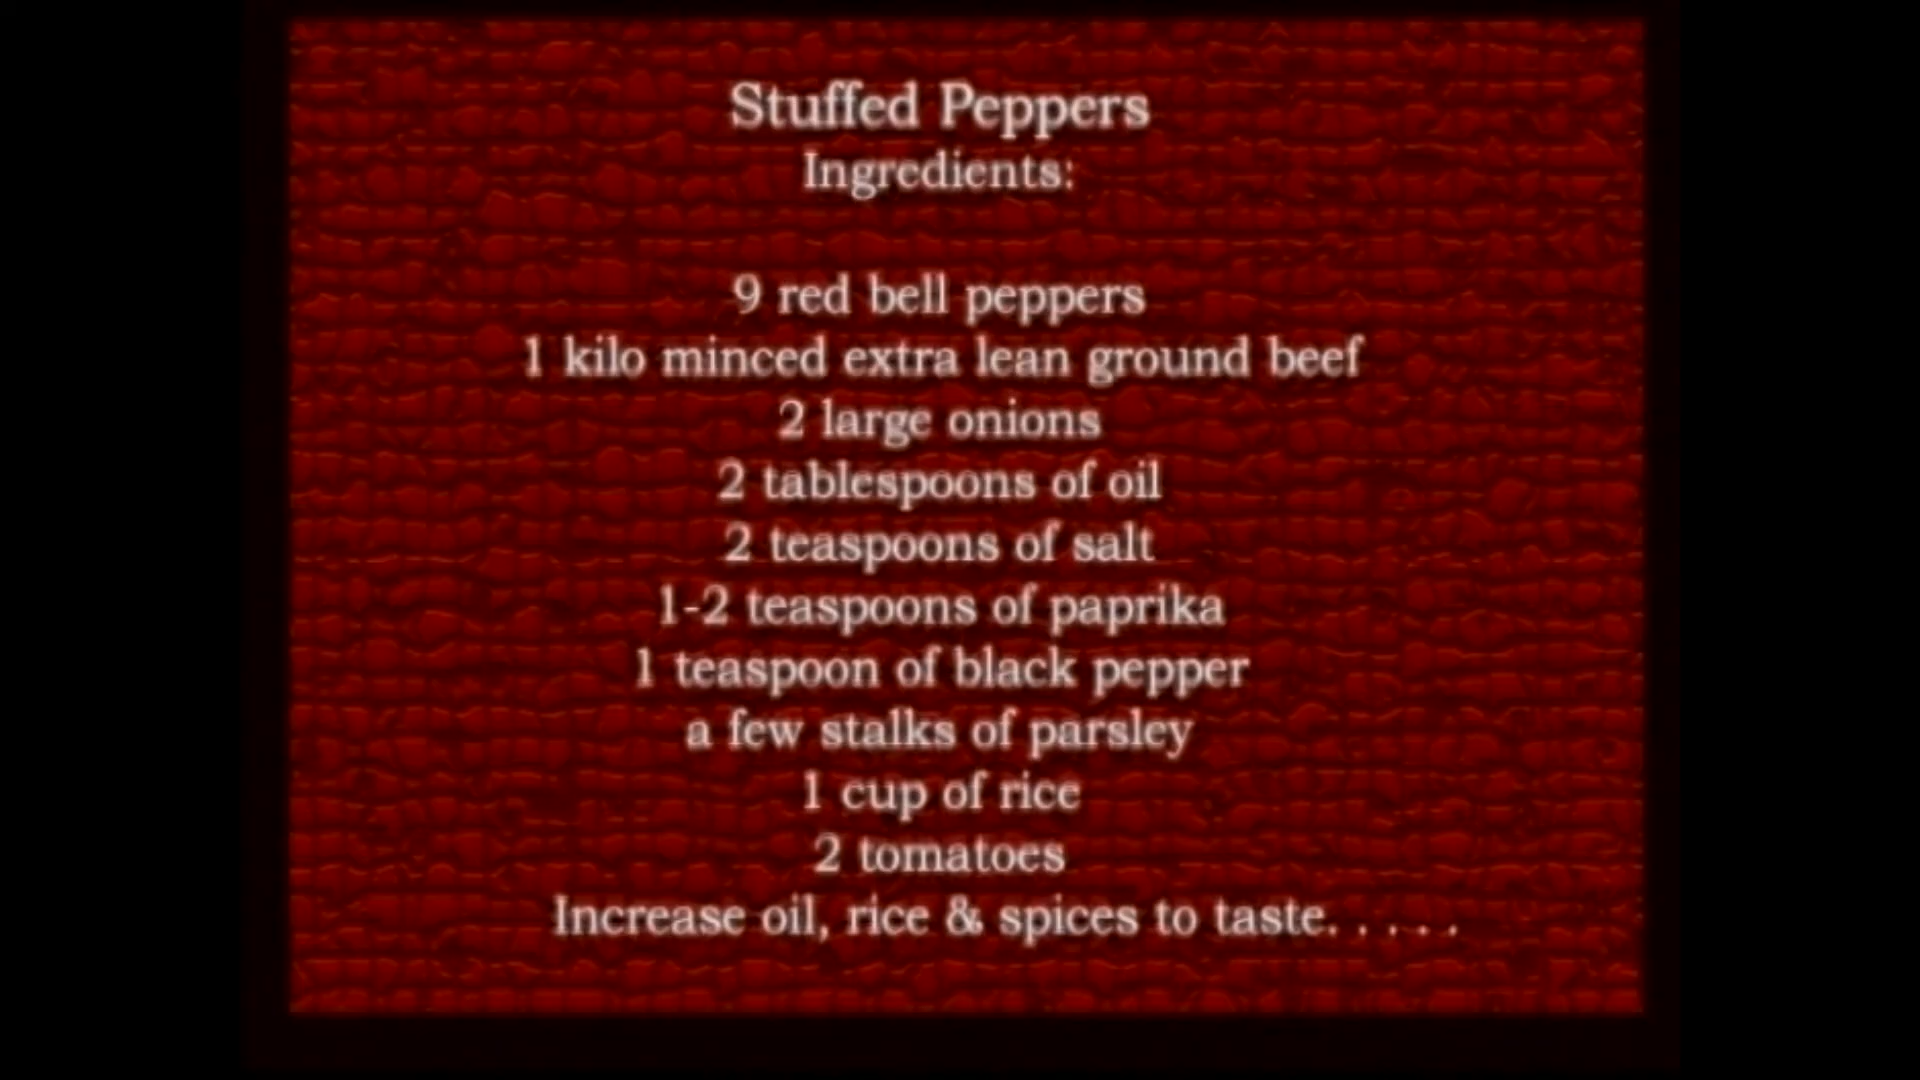 Stuffed Peppers
Ingredients:
9 red bell peppers
1 kilo minced extra lean ground beef
2 large onions
2 tablespoons of oil
2 teaspoons of salt
1-2 teaspoons of paprika
1 teaspoon of black pepper
a few stalks of parsley
1 cup of rice
2 tomatoes
Increase oil, rice & spices to taste. . . . .